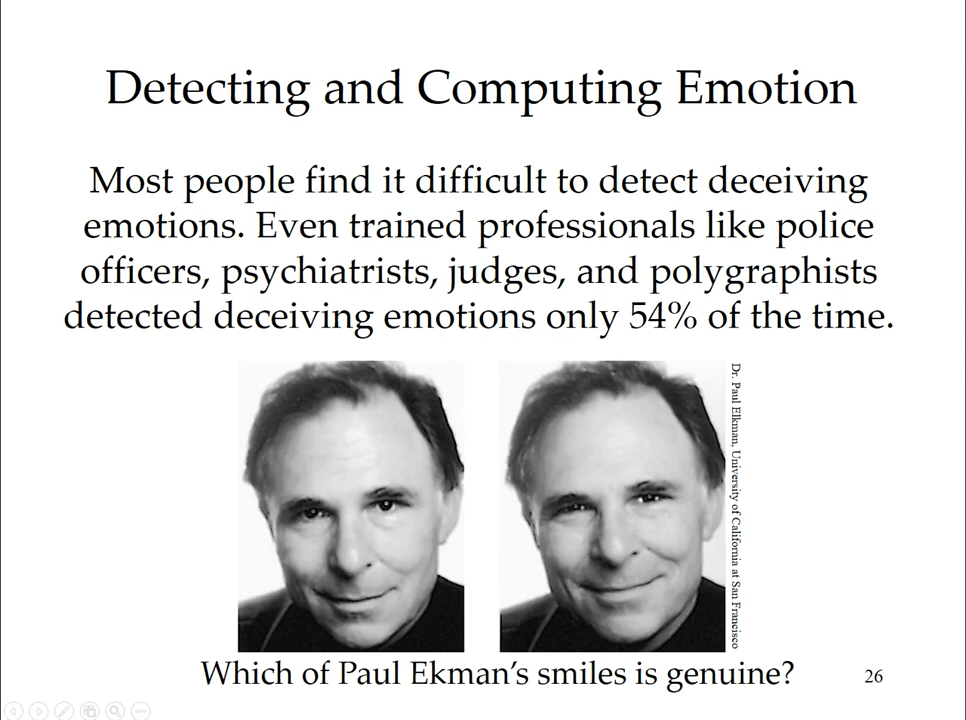 Detecting and Computing Emotion
Most people find it difficult to detect deceiving
emotions. Even trained professionals like police
officers, psychiatrists, judges, and polygraphists
detected deceiving emotions only 54% of the time.
Dr. Paul Elkman, University of California at San Francisco
Which of Paul Ekman's smiles is genuine?
26